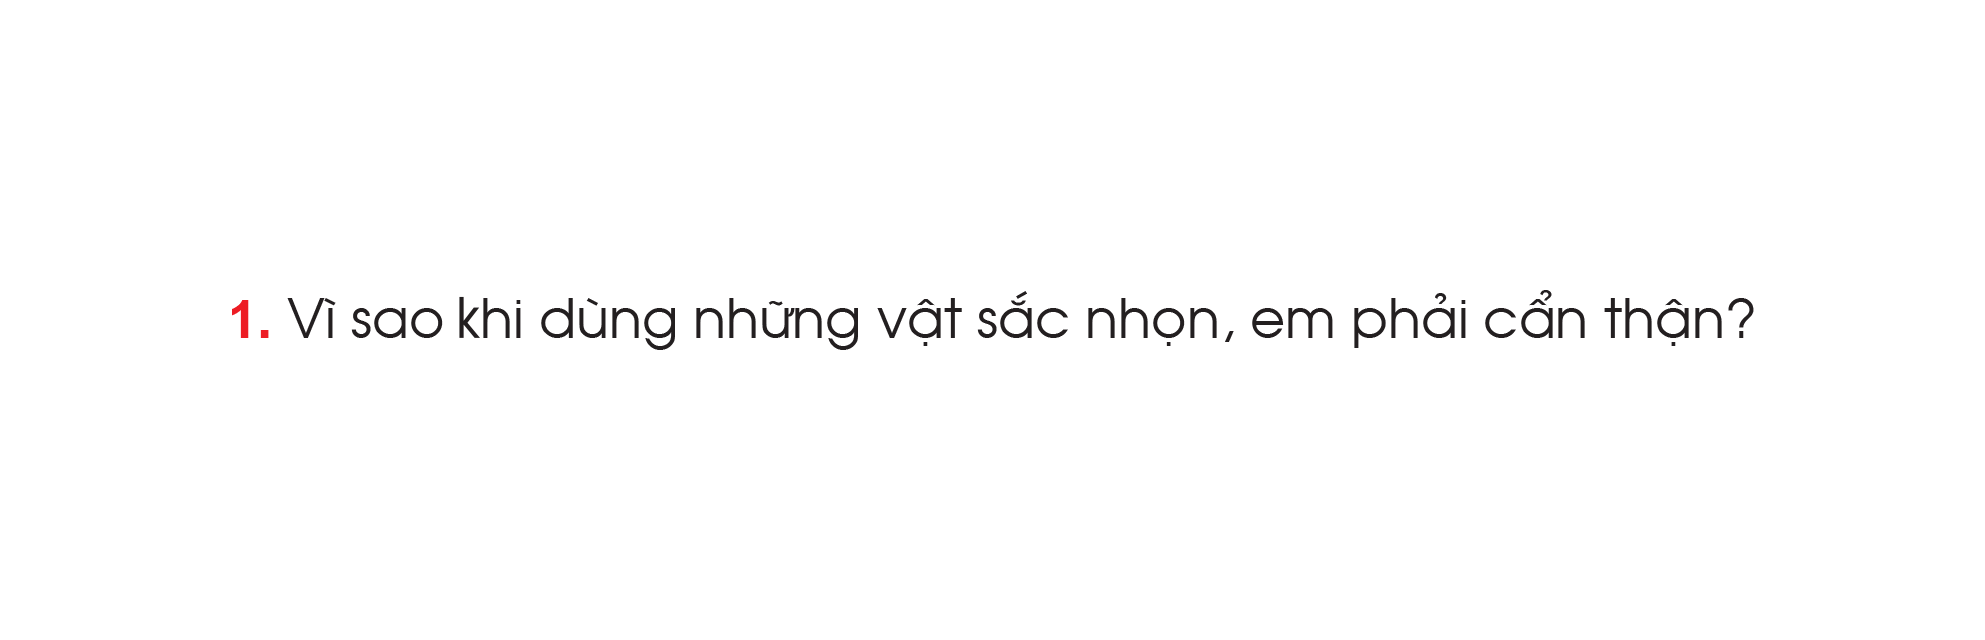 1. Vì sao khi dùng những vật sắc nhọn, em phải cẩn thận?